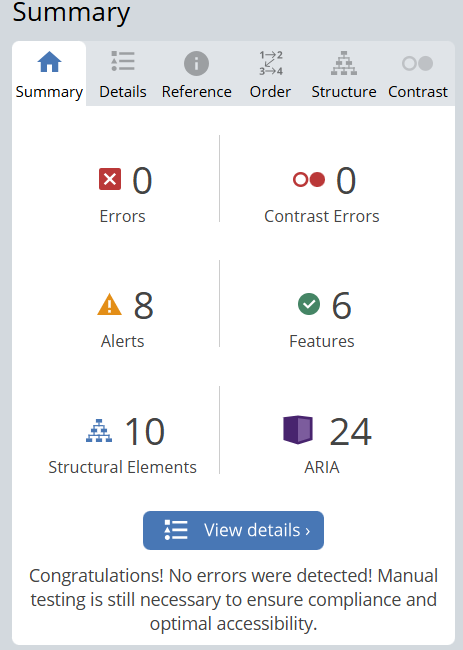 Summary
Summary Details Reference Order Structure Contrast
1→2
3→4
0
Errors
0
Contrast Errors
8
Alerts
6
Features
10
Structural Elements
24
ARIA
View details ›
Congratulations! No errors were detected! Manual
testing is still necessary to ensure compliance and
optimal accessibility.